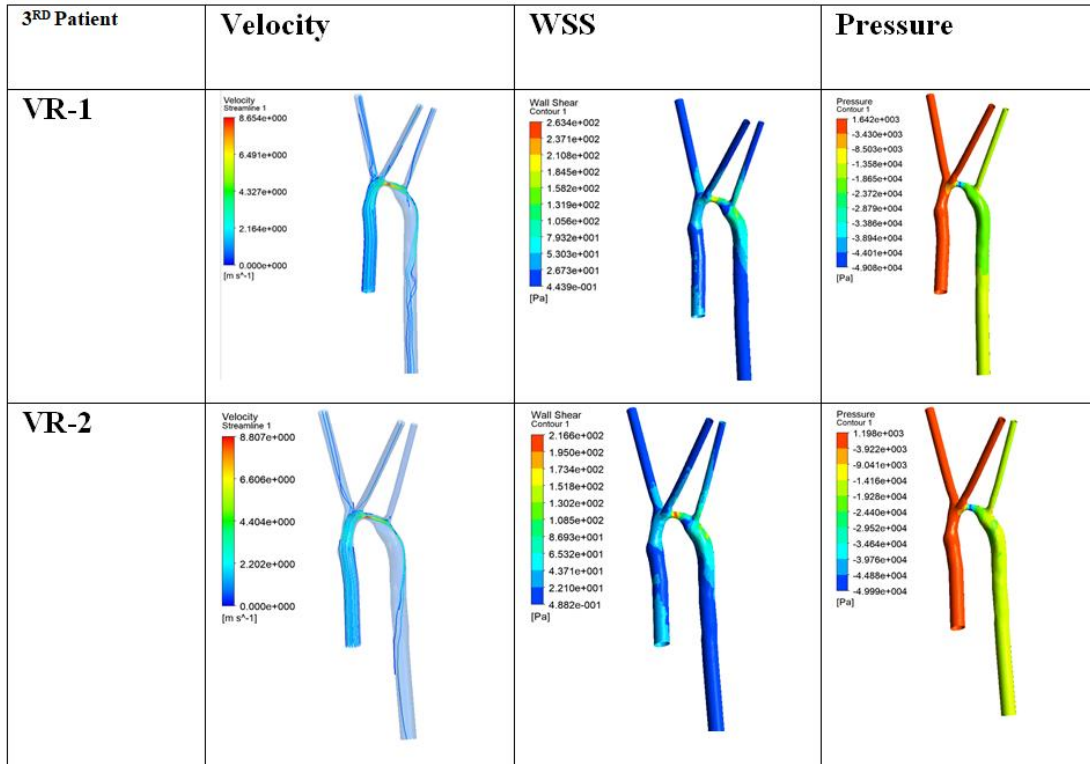 3RD Patient
Velocity
WSS
Pressure
VR-1
Velocity
Streamline 1
8.654e+000
6.491e+000
4.327e+000
2.164e+000
0.000e+000
[m s^-1]
Wall Shear
Contour 1
2.634e+002
2.371e+002
2.108e+002
1.845e+002
1.582e+002
1.319e+002
1.056e+002
7.932e+001
5.303e+001
2.673e+001
4.439e-001
[Pa]
Pressure
Contour 1
1.642e+003
-3.430e+003
-8.503e+003
-1.358e+004
-1.865e+004
-2.372e+004
-2.879e+004
-3.386e+004
-3.894e+004
-4.401e+004
-4.908e+004
[Pa]
VR-2
Velocity
Streamline 1
8.807e+000
6.606e+000
4.404e+000
2.202e+000
0.000e+000
[m s^-1]
Wall Shear
Contour 1
2.166e+002
1.950e+002
1.734e+002
1.518e+002
1.302e+002
1.085e+002
8.693e+001
6.532e+001
4.371e+001
2.210e+001
4.882e-001
[Pa]
Pressure
Contour 1
1.198e+003
-3.922e+003
-9.041e+003
-1.416e+004
-1.928e+004
-2.440e+004
-2.952e+004
-3.464e+004
-3.976e+004
-4.488e+004
-4.999e+004
[Pa]